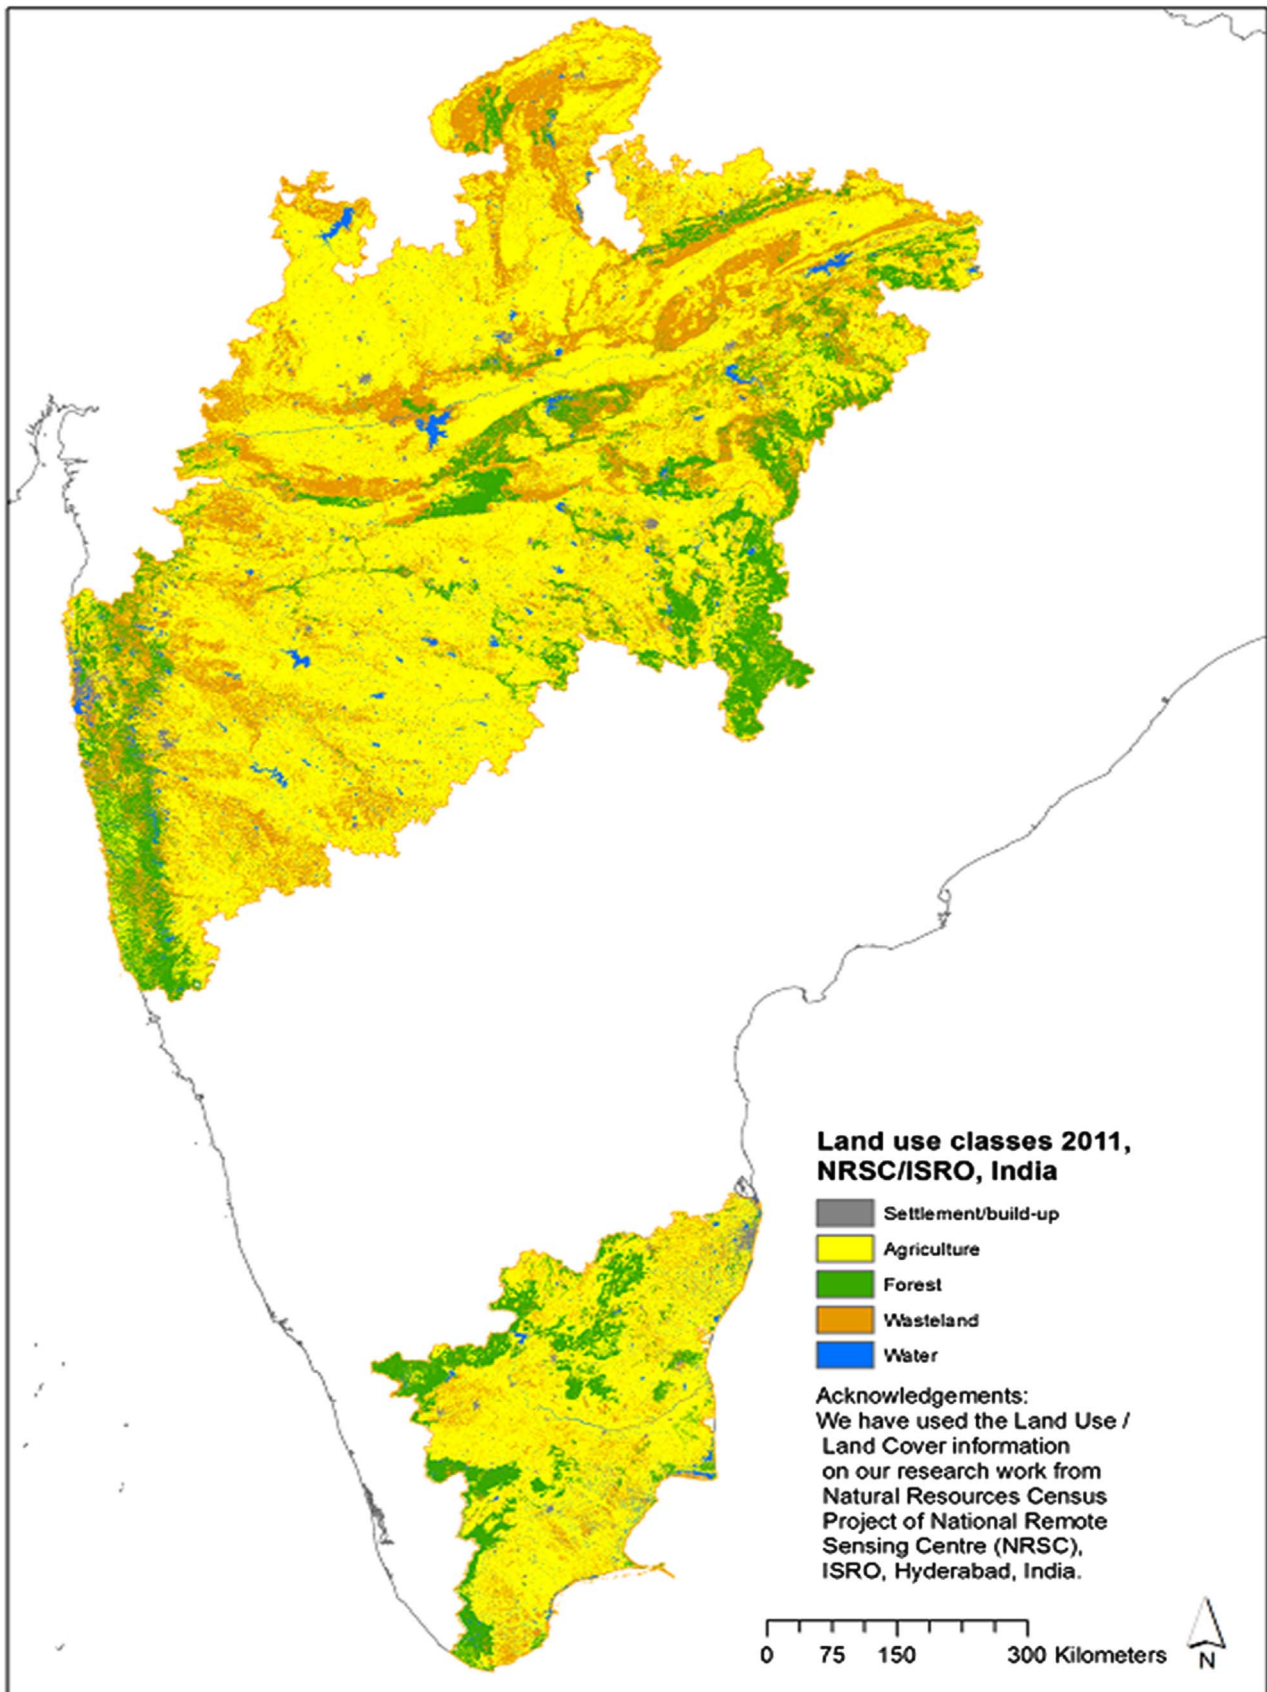 Land use classes 2011,
NRSC/ISRO, India
Settlement/build-up
Agriculture
Forest
Wasteland
Water
Acknowledgements:
We have used the Land Use /
Land Cover information
on our research work from
Natural Resources Census
Project of National Remote
Sensing Centre (NRSC),
ISRO, Hyderabad, India.
0 75 150 300 Kilometers
N